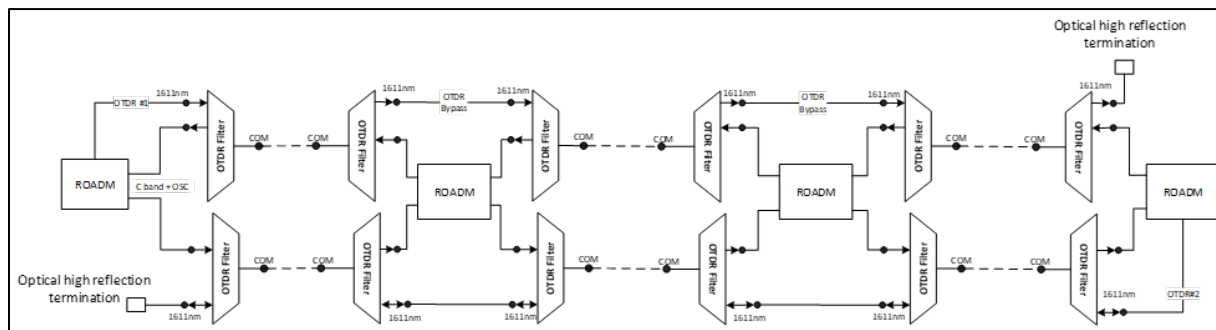 Optical high reflection
termination
1611nm
OTDR #1
1611nm
OTDR Filter
COM
COM
OTDR Filter
1611nm
OTDR
Bypass
1611nm
OTDR Filter
COM
COM
OTDR Filter
1611nm
OTDR
Bypass
1611nm
OTDR Filter
COM
COM
OTDR Filter
1611nm
ROADM
C band + OSC
ROADM
ROADM
ROADM
OTDR Filter
COM
COM
OTDR Filter
OTDR Filter
COM
COM
OTDR Filter
OTDR Filter
COM
COM
OTDR Filter
Optical high reflection
termination
1611nm
1611nm
1611nm
1611nm
1611nm
1611nm
OTDR#2